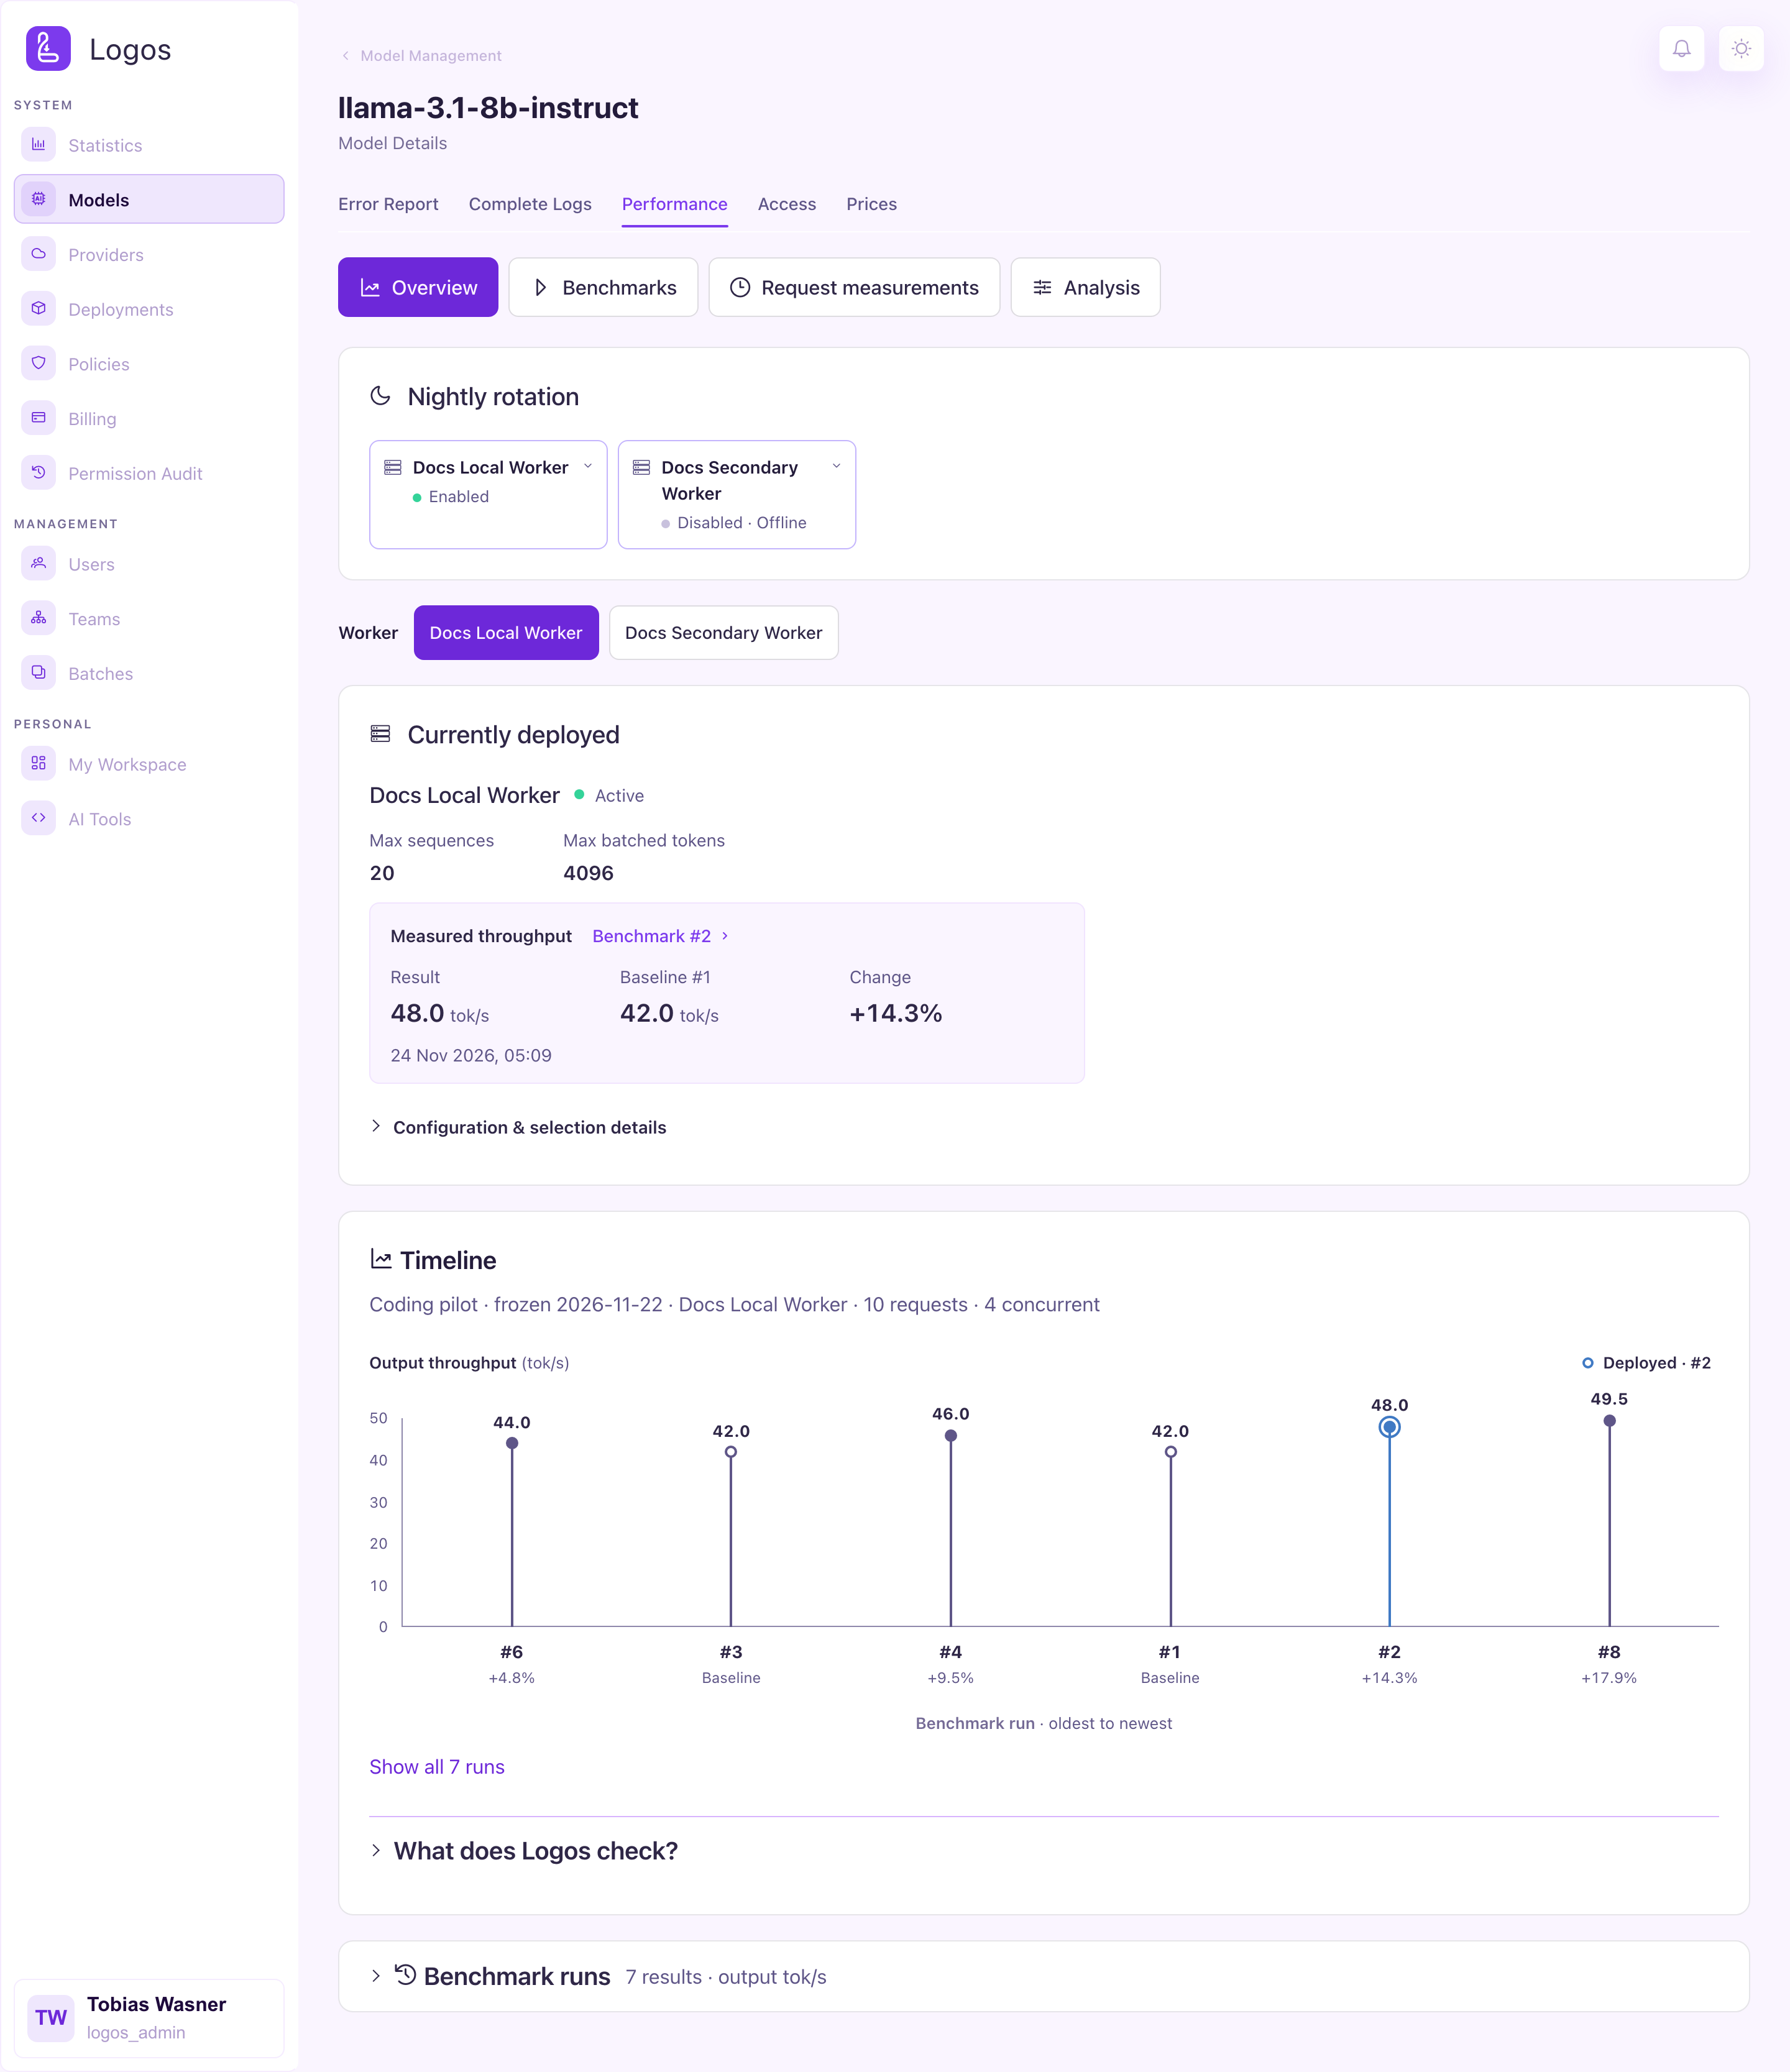 Logos
SYSTEM
Statistics
Models
Providers
Deployments
Policies
Billing
Permission Audit
MANAGEMENT
Users
Teams
Batches
PERSONAL
My Workspace
AI Tools
TW
Tobias Wasner
logos_admin
Model Management
llama-3.1-8b-instruct
Model Details
Error Report Complete Logs Performance Access Prices
Overview Benchmarks Request measurements Analysis
Nightly rotation
Docs Local Worker
Enabled
Docs Secondary
Worker
Disabled · Offline
Worker Docs Local Worker Docs Secondary Worker
Currently deployed
Docs Local Worker Active
Max sequences Max batched tokens
20 4096
Measured throughput Benchmark #2
Result Baseline #1 Change
48.0 tok/s 42.0 tok/s +14.3%
24 Nov 2026, 05:09
Configuration & selection details
Timeline
Coding pilot · frozen 2026-11-22 · Docs Local Worker · 10 requests · 4 concurrent
Output throughput (tok/s) Deployed · #2
50
40
30
20
10
0
44.0 42.0 46.0 42.0 48.0 49.5
#6 #3 #4 #1 #2 #8
+4.8% Baseline +9.5% Baseline +14.3% +17.9%
Benchmark run · oldest to newest
Show all 7 runs
What does Logos check?
Benchmark runs 7 results · output tok/s